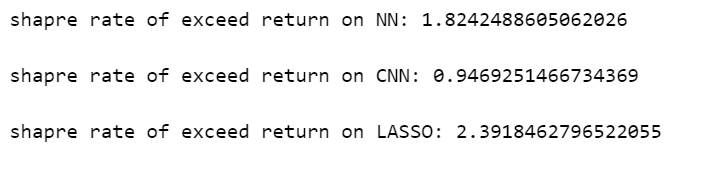 shapre rate of exceed return on NN: 1.8242488605062026
shapre rate of exceed return on CNN: 0.9469251466734369
shapre rate of exceed return on LASSO: 2.3918462796522055